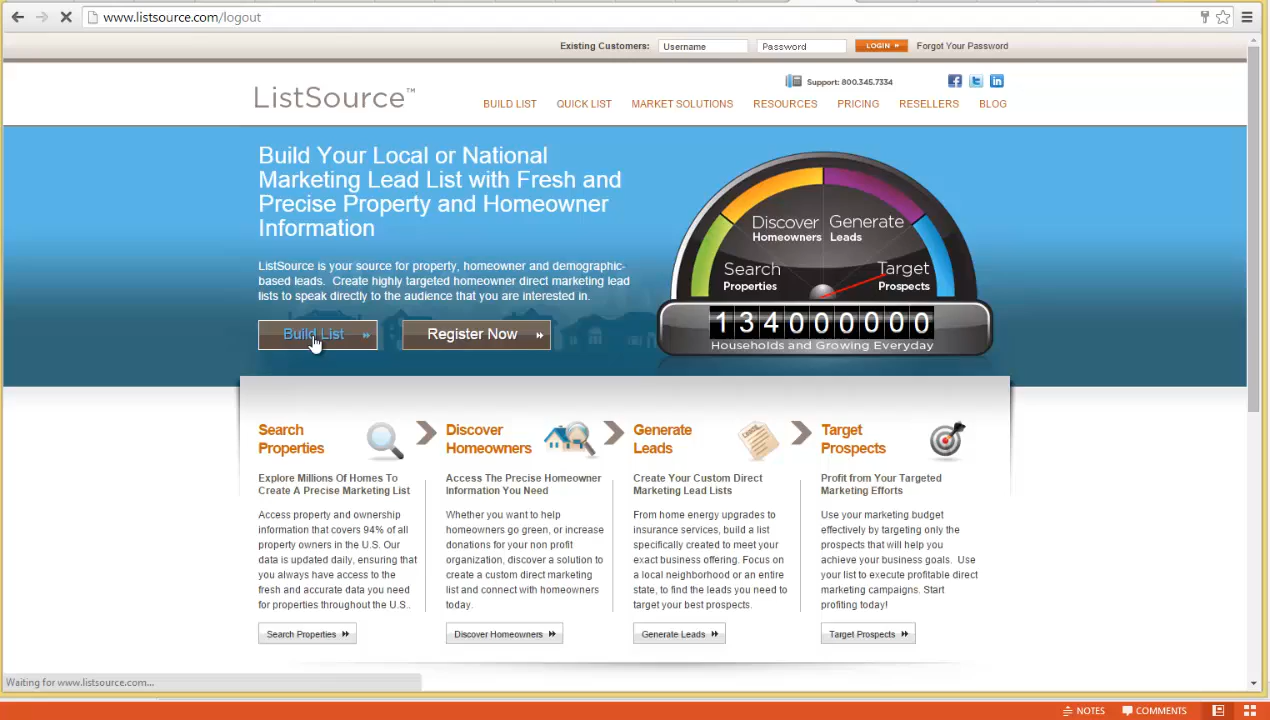 www.listsource.com/logout
Existing Customers: Username Password LOGIN » Forgot Your Password
Support: 800.345.7334
ListSource™
BUILD LIST QUICK LIST MARKET SOLUTIONS RESOURCES PRICING RESELLERS BLOG
Build Your Local or National
Marketing Lead List with Fresh and
Precise Property and Homeowner
Information
ListSource is your source for property, homeowner and demographic-
based leads. Create highly targeted homeowner direct marketing lead
lists to speak directly to the audience that you are interested in.
Build List »
Register Now »
Discover
Homeowners
Generate
Leads
Search
Properties
Target
Prospects
134000000
Households and Growing Everyday
Search
Properties
Explore Millions Of Homes To
Create A Precise Marketing List
Access property and ownership
information that covers 94% of all
property owners in the U.S. Our
data is updated daily, ensuring that
you always have access to the
fresh and accurate data you need
for properties throughout the U.S..
Search Properties
Discover
Homeowners
Access The Precise Homeowner
Information You Need
Whether you want to help
homeowners go green, or increase
donations for your non profit
organization, discover a solution to
create a custom direct marketing
list and connect with homeowners
today.
Discover Homeowners
Generate
Leads
Create Your Custom Direct
Marketing Lead Lists
From home energy upgrades to
insurance services, build a list
specifically created to meet your
exact business offering. Focus on
a local neighborhood or an entire
state, to find the leads you need to
target your best prospects.
Generate Leads
Target
Prospects
Profit from Your Targeted
Marketing Efforts
Use your marketing budget
effectively by targeting only the
prospects that will help you
achieve your business goals. Use
your list to execute profitable direct
marketing campaigns. Start
profiting today!
Target Prospects
Waiting for www.listsource.com...
NOTES COMMENTS